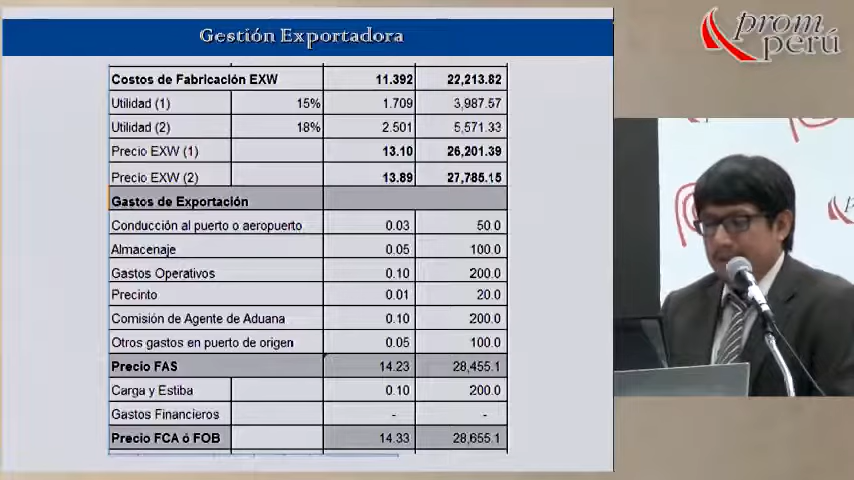 Gestión Exportadora
prom
perú
Costos de Fabricación EXW 11.392 22,213.82
Utilidad (1) 15% 1.709 3,987.57
Utilidad (2) 18% 2.501 5,571.33
Precio EXW (1) 13.10 26,201.39
Precio EXW (2) 13.89 27,785.15
Gastos de Exportación
Conducción al puerto o aeropuerto 0.03 50.0
Almacenaje 0.05 100.0
Gastos Operativos 0.10 200.0
Precinto 0.01 20.0
Comisión de Agente de Aduana 0.10 200.0
Otros gastos en puerto de origen 0.05 100.0
Precio FAS 14.23 28,455.1
Carga y Estiba 0.10 200.0
Gastos Financieros - -
Precio FCA ó FOB 14.33 28,655.1